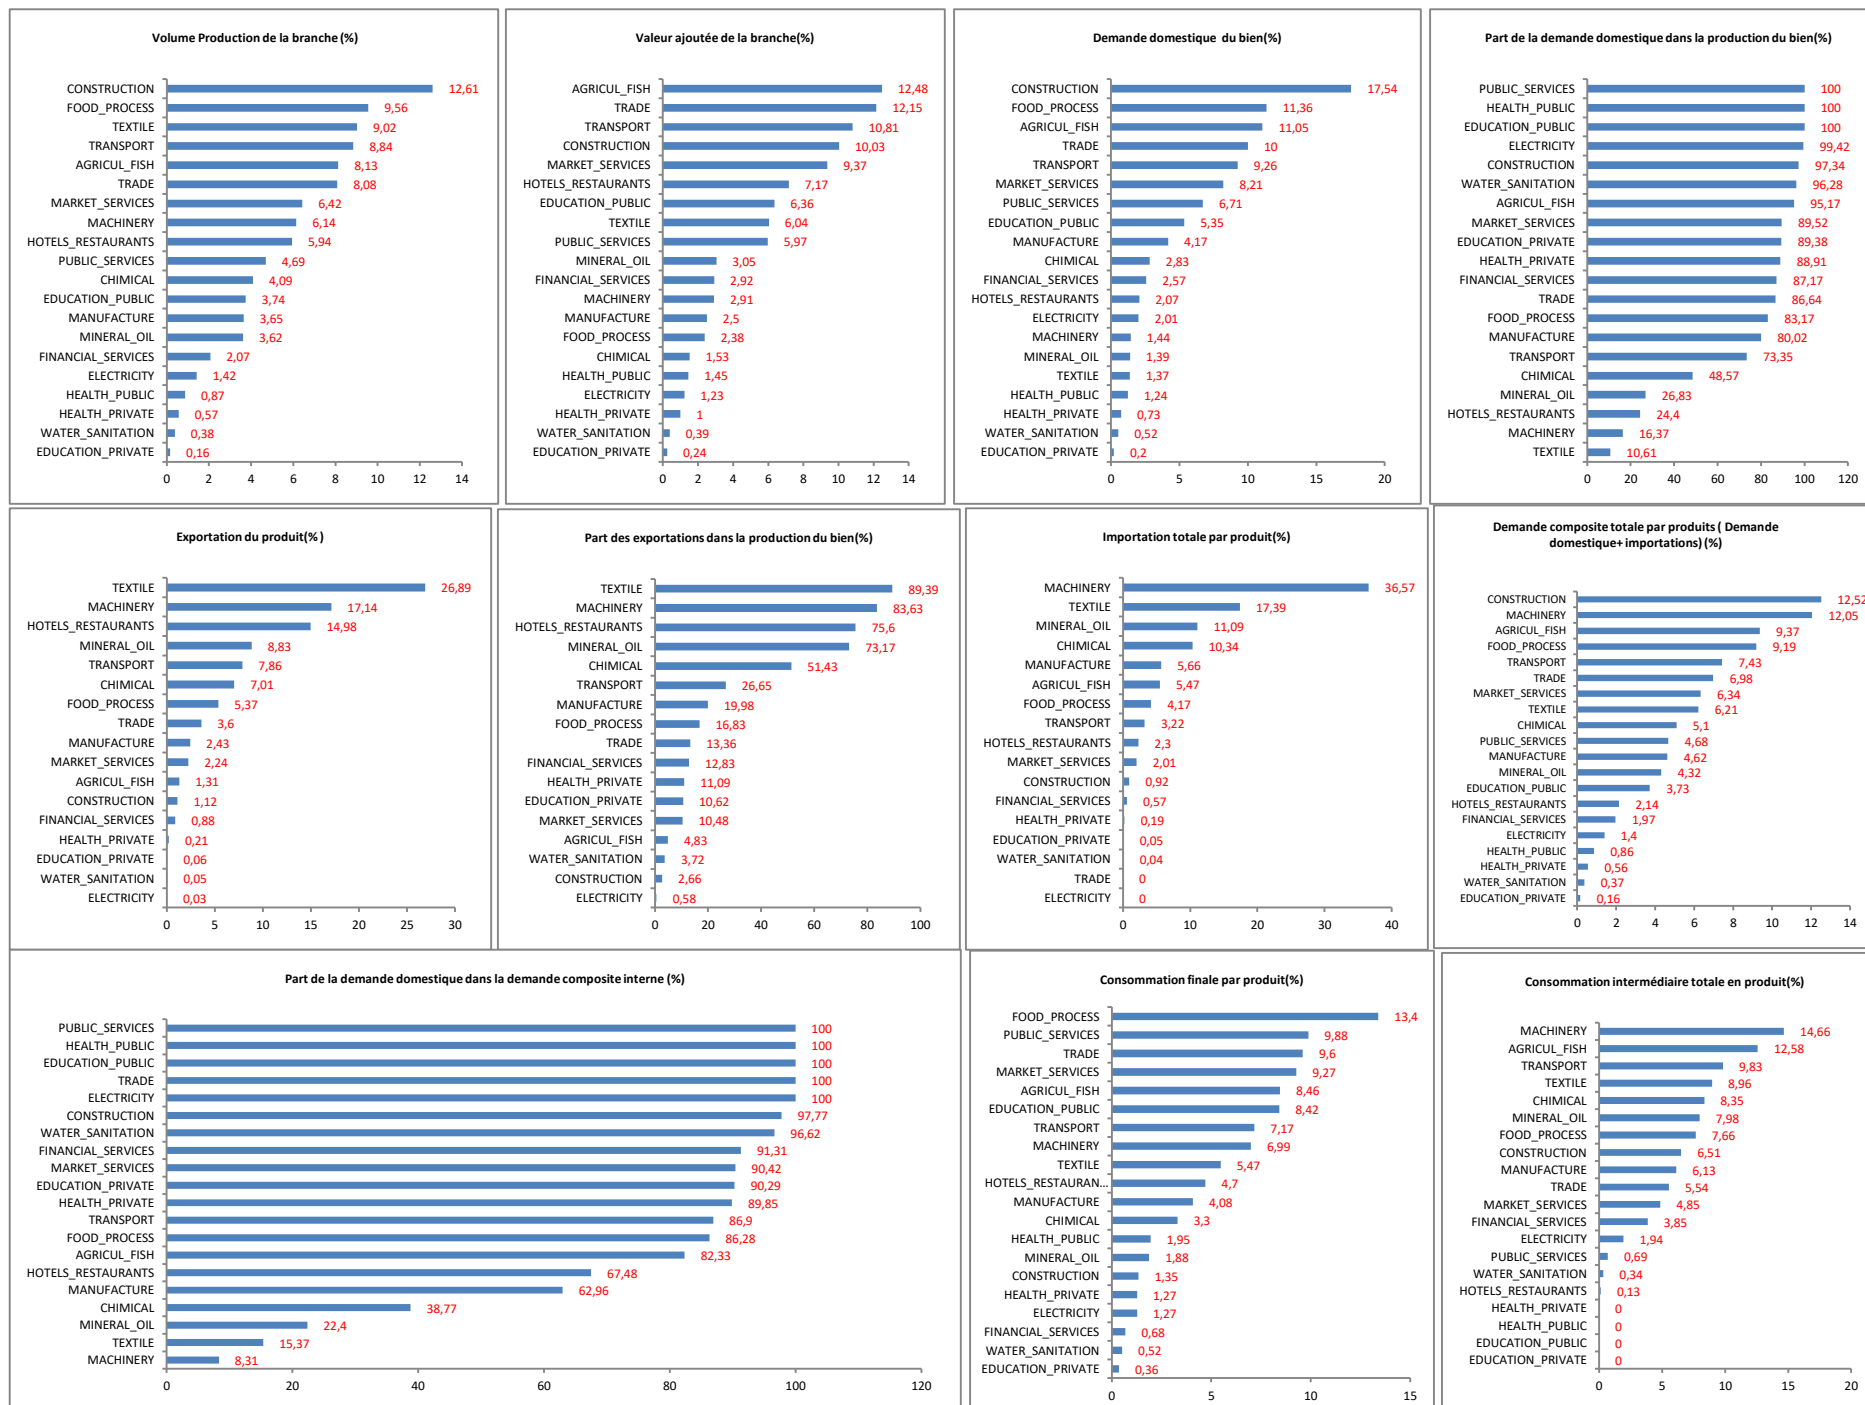 Volume Production de la branche (%)
CONSTRUCTION 12,61
FOOD_PROCESS 9,56
TEXTILE 9,02
TRANSPORT 8,84
AGRICUL_FISH 8,13
TRADE 8,08
MARKET_SERVICES 6,42
MACHINERY 6,14
HOTELS_RESTAURANTS 5,94
PUBLIC_SERVICES 4,69
CHIMICAL 4,09
EDUCATION_PUBLIC 3,74
MANUFACTURE 3,65
MINERAL_OIL 3,62
FINANCIAL_SERVICES 2,07
ELECTRICITY 1,42
HEALTH_PUBLIC 0,87
HEALTH_PRIVATE 0,57
WATER_SANITATION 0,38
EDUCATION_PRIVATE 0,16
0 2 4 6 8 10 12 14
Valeur ajoutée de la branche(%)
AGRICUL_FISH 12,48
TRADE 12,15
TRANSPORT 10,81
CONSTRUCTION 10,03
MARKET_SERVICES 9,37
HOTELS_RESTAURANTS 7,17
EDUCATION_PUBLIC 6,36
TEXTILE 6,04
PUBLIC_SERVICES 5,97
MINERAL_OIL 3,05
FINANCIAL_SERVICES 2,92
MACHINERY 2,91
MANUFACTURE 2,5
FOOD_PROCESS 2,38
CHIMICAL 1,53
HEALTH_PUBLIC 1,45
ELECTRICITY 1,23
HEALTH_PRIVATE 1
WATER_SANITATION 0,39
EDUCATION_PRIVATE 0,24
0 2 4 6 8 10 12 14
Demande domestique du bien(%)
CONSTRUCTION 17,54
FOOD_PROCESS 11,36
AGRICUL_FISH 11,05
TRADE 10
TRANSPORT 9,26
MARKET_SERVICES 8,21
PUBLIC_SERVICES 6,71
EDUCATION_PUBLIC 5,35
MANUFACTURE 4,17
CHIMICAL 2,83
FINANCIAL_SERVICES 2,57
HOTELS_RESTAURANTS 2,07
ELECTRICITY 2,01
MACHINERY 1,44
MINERAL_OIL 1,39
TEXTILE 1,37
HEALTH_PUBLIC 1,24
HEALTH_PRIVATE 0,73
WATER_SANITATION 0,52
EDUCATION_PRIVATE 0,2
0 5 10 15 20
Part de la demande domestique dans la production du bien(%)
PUBLIC_SERVICES 100
HEALTH_PUBLIC 100
EDUCATION_PUBLIC 100
ELECTRICITY 99,42
CONSTRUCTION 97,34
WATER_SANITATION 96,28
AGRICUL_FISH 95,17
MARKET_SERVICES 89,52
EDUCATION_PRIVATE 89,38
HEALTH_PRIVATE 88,91
FINANCIAL_SERVICES 87,17
TRADE 86,64
FOOD_PROCESS 83,17
MANUFACTURE 80,02
TRANSPORT 73,35
CHIMICAL 48,57
MINERAL_OIL 26,83
HOTELS_RESTAURANTS 24,4
MACHINERY 16,37
TEXTILE 10,61
0 20 40 60 80 100 120
Exportation du produit(%)
TEXTILE 26,89
MACHINERY 17,14
HOTELS_RESTAURANTS 14,98
MINERAL_OIL 8,83
TRANSPORT 7,86
CHIMICAL 7,01
FOOD_PROCESS 5,37
TRADE 3,6
MANUFACTURE 2,43
MARKET_SERVICES 2,24
AGRICUL_FISH 1,31
CONSTRUCTION 1,12
FINANCIAL_SERVICES 0,88
HEALTH_PRIVATE 0,21
EDUCATION_PRIVATE 0,06
WATER_SANITATION 0,05
ELECTRICITY 0,03
0 5 10 15 20 25 30
Part des exportations dans la production du bien(%)
TEXTILE 89,39
MACHINERY 83,63
HOTELS_RESTAURANTS 75,6
MINERAL_OIL 73,17
CHIMICAL 51,43
TRANSPORT 26,65
MANUFACTURE 19,98
FOOD_PROCESS 16,83
TRADE 13,36
FINANCIAL_SERVICES 12,83
HEALTH_PRIVATE 11,09
EDUCATION_PRIVATE 10,62
MARKET_SERVICES 10,48
AGRICUL_FISH 4,83
WATER_SANITATION 3,72
CONSTRUCTION 2,66
ELECTRICITY 0,58
0 20 40 60 80 100
Importation totale par produit(%)
MACHINERY 36,57
TEXTILE 17,39
MINERAL_OIL 11,09
CHIMICAL 10,34
MANUFACTURE 5,66
AGRICUL_FISH 5,47
FOOD_PROCESS 4,17
TRANSPORT 3,22
HOTELS_RESTAURANTS 2,3
MARKET_SERVICES 2,01
CONSTRUCTION 0,92
FINANCIAL_SERVICES 0,57
HEALTH_PRIVATE 0,19
EDUCATION_PRIVATE 0,05
WATER_SANITATION 0,04
TRADE 0
ELECTRICITY 0
0 10 20 30 40
Demande composite totale par produits ( Demande
domestique+ importations) (%)
CONSTRUCTION 12,52
MACHINERY 12,05
AGRICUL_FISH 9,37
FOOD_PROCESS 9,19
TRANSPORT 7,43
TRADE 6,98
MARKET_SERVICES 6,34
TEXTILE 6,21
CHIMICAL 5,1
PUBLIC_SERVICES 4,68
MANUFACTURE 4,62
MINERAL_OIL 4,32
EDUCATION_PUBLIC 3,73
HOTELS_RESTAURANTS 2,14
FINANCIAL_SERVICES 1,97
ELECTRICITY 1,4
HEALTH_PUBLIC 0,86
HEALTH_PRIVATE 0,56
WATER_SANITATION 0,37
EDUCATION_PRIVATE 0,16
0 2 4 6 8 10 12 14
Part de la demande domestique dans la demande composite interne (%)
PUBLIC_SERVICES 100
HEALTH_PUBLIC 100
EDUCATION_PUBLIC 100
TRADE 100
ELECTRICITY 100
CONSTRUCTION 97,77
WATER_SANITATION 96,62
FINANCIAL_SERVICES 91,31
MARKET_SERVICES 90,42
EDUCATION_PRIVATE 90,29
HEALTH_PRIVATE 89,85
TRANSPORT 86,9
FOOD_PROCESS 86,28
AGRICUL_FISH 82,33
HOTELS_RESTAURANTS 67,48
MANUFACTURE 62,96
CHIMICAL 38,77
MINERAL_OIL 22,4
TEXTILE 15,37
MACHINERY 8,31
0 20 40 60 80 100 120
Consommation finale par produit(%)
FOOD_PROCESS 13,4
PUBLIC_SERVICES 9,88
TRADE 9,6
MARKET_SERVICES 9,27
AGRICUL_FISH 8,46
EDUCATION_PUBLIC 8,42
TRANSPORT 7,17
MACHINERY 6,99
TEXTILE 5,47
HOTELS_RESTAURAN... 4,7
MANUFACTURE 4,08
CHIMICAL 3,3
HEALTH_PUBLIC 1,95
MINERAL_OIL 1,88
CONSTRUCTION 1,35
HEALTH_PRIVATE 1,27
ELECTRICITY 1,27
FINANCIAL_SERVICES 0,68
WATER_SANITATION 0,52
EDUCATION_PRIVATE 0,36
0 5 10 15
Consommation intermédiaire totale en produit(%)
MACHINERY 14,66
AGRICUL_FISH 12,58
TRANSPORT 9,83
TEXTILE 8,96
CHIMICAL 8,35
MINERAL_OIL 7,98
FOOD_PROCESS 7,66
CONSTRUCTION 6,51
MANUFACTURE 6,13
TRADE 5,54
MARKET_SERVICES 4,85
FINANCIAL_SERVICES 3,85
ELECTRICITY 1,94
PUBLIC_SERVICES 0,69
WATER_SANITATION 0,34
HOTELS_RESTAURANTS 0,13
HEALTH_PRIVATE 0
HEALTH_PUBLIC 0
EDUCATION_PUBLIC 0
EDUCATION_PRIVATE 0
0 5 10 15 20